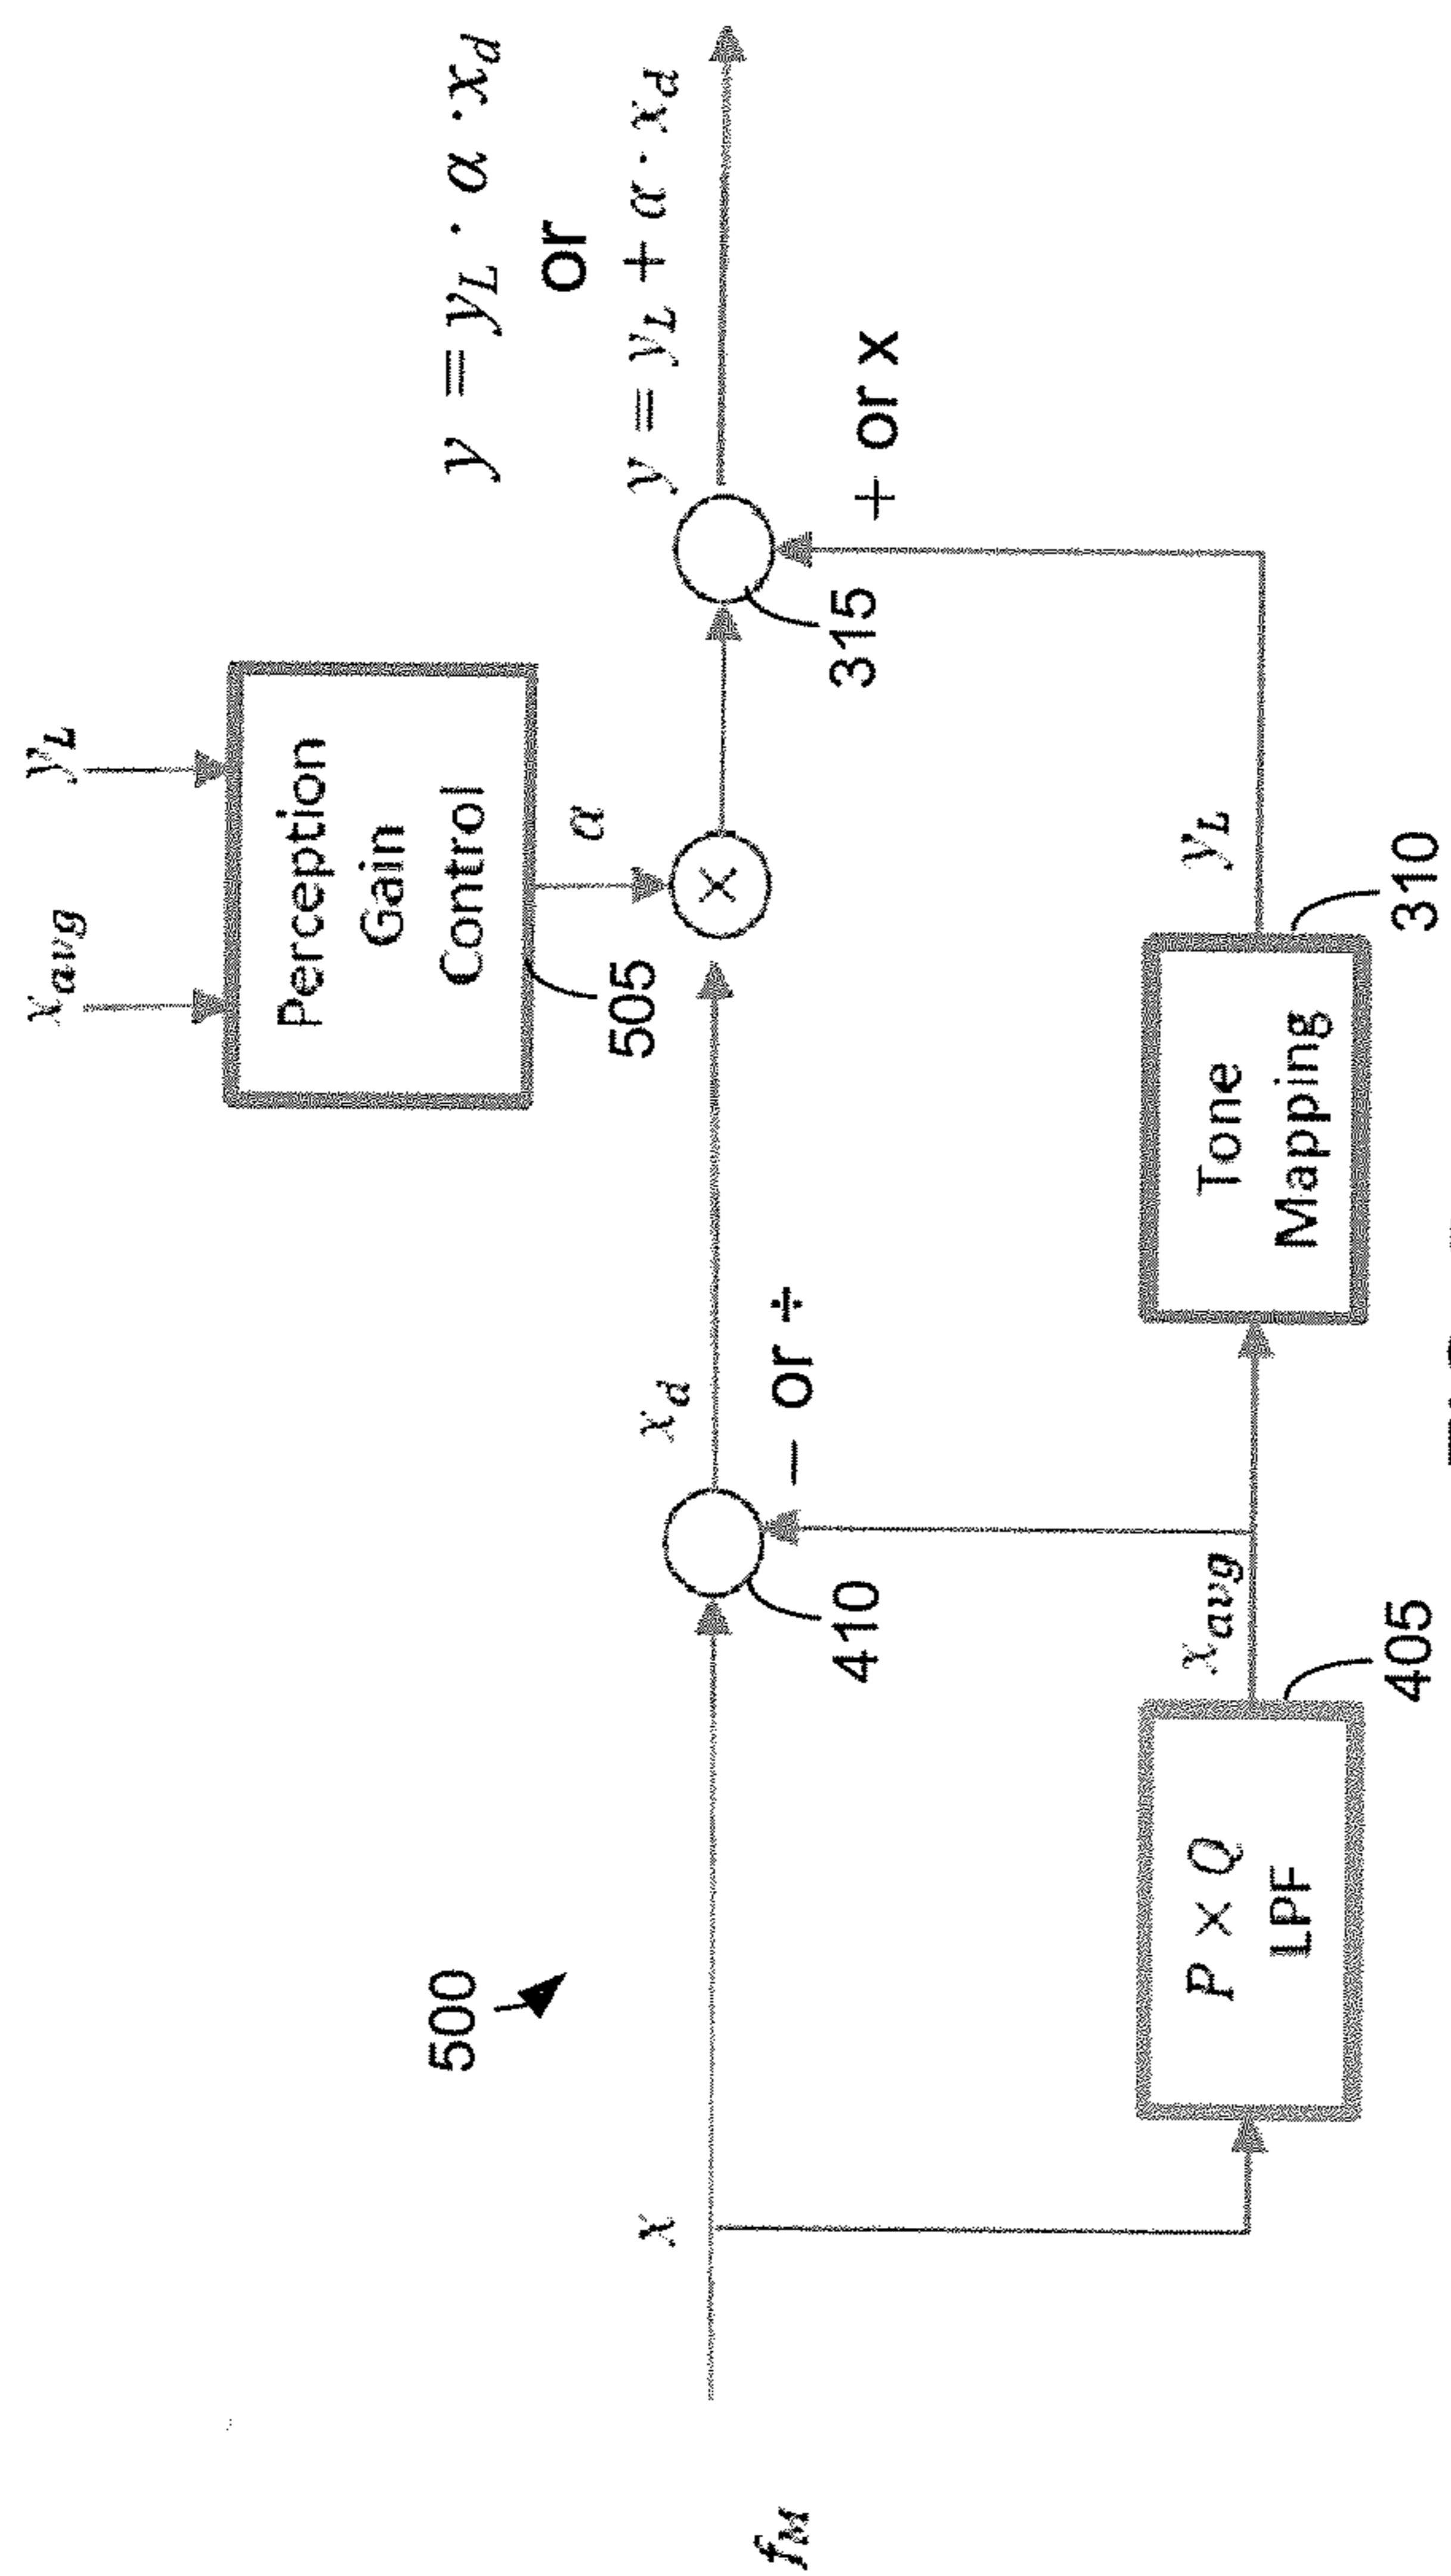 x_avg
y_L
Perception
Gain
Control
505
α
y = y_L · α · x_d
or
y = y_L + α · x_d
500
x
x_d
410
− or ÷
×
315
+ or x
f_M
P × Q
LPF
405
x_avg
Tone
Mapping
310
y_L